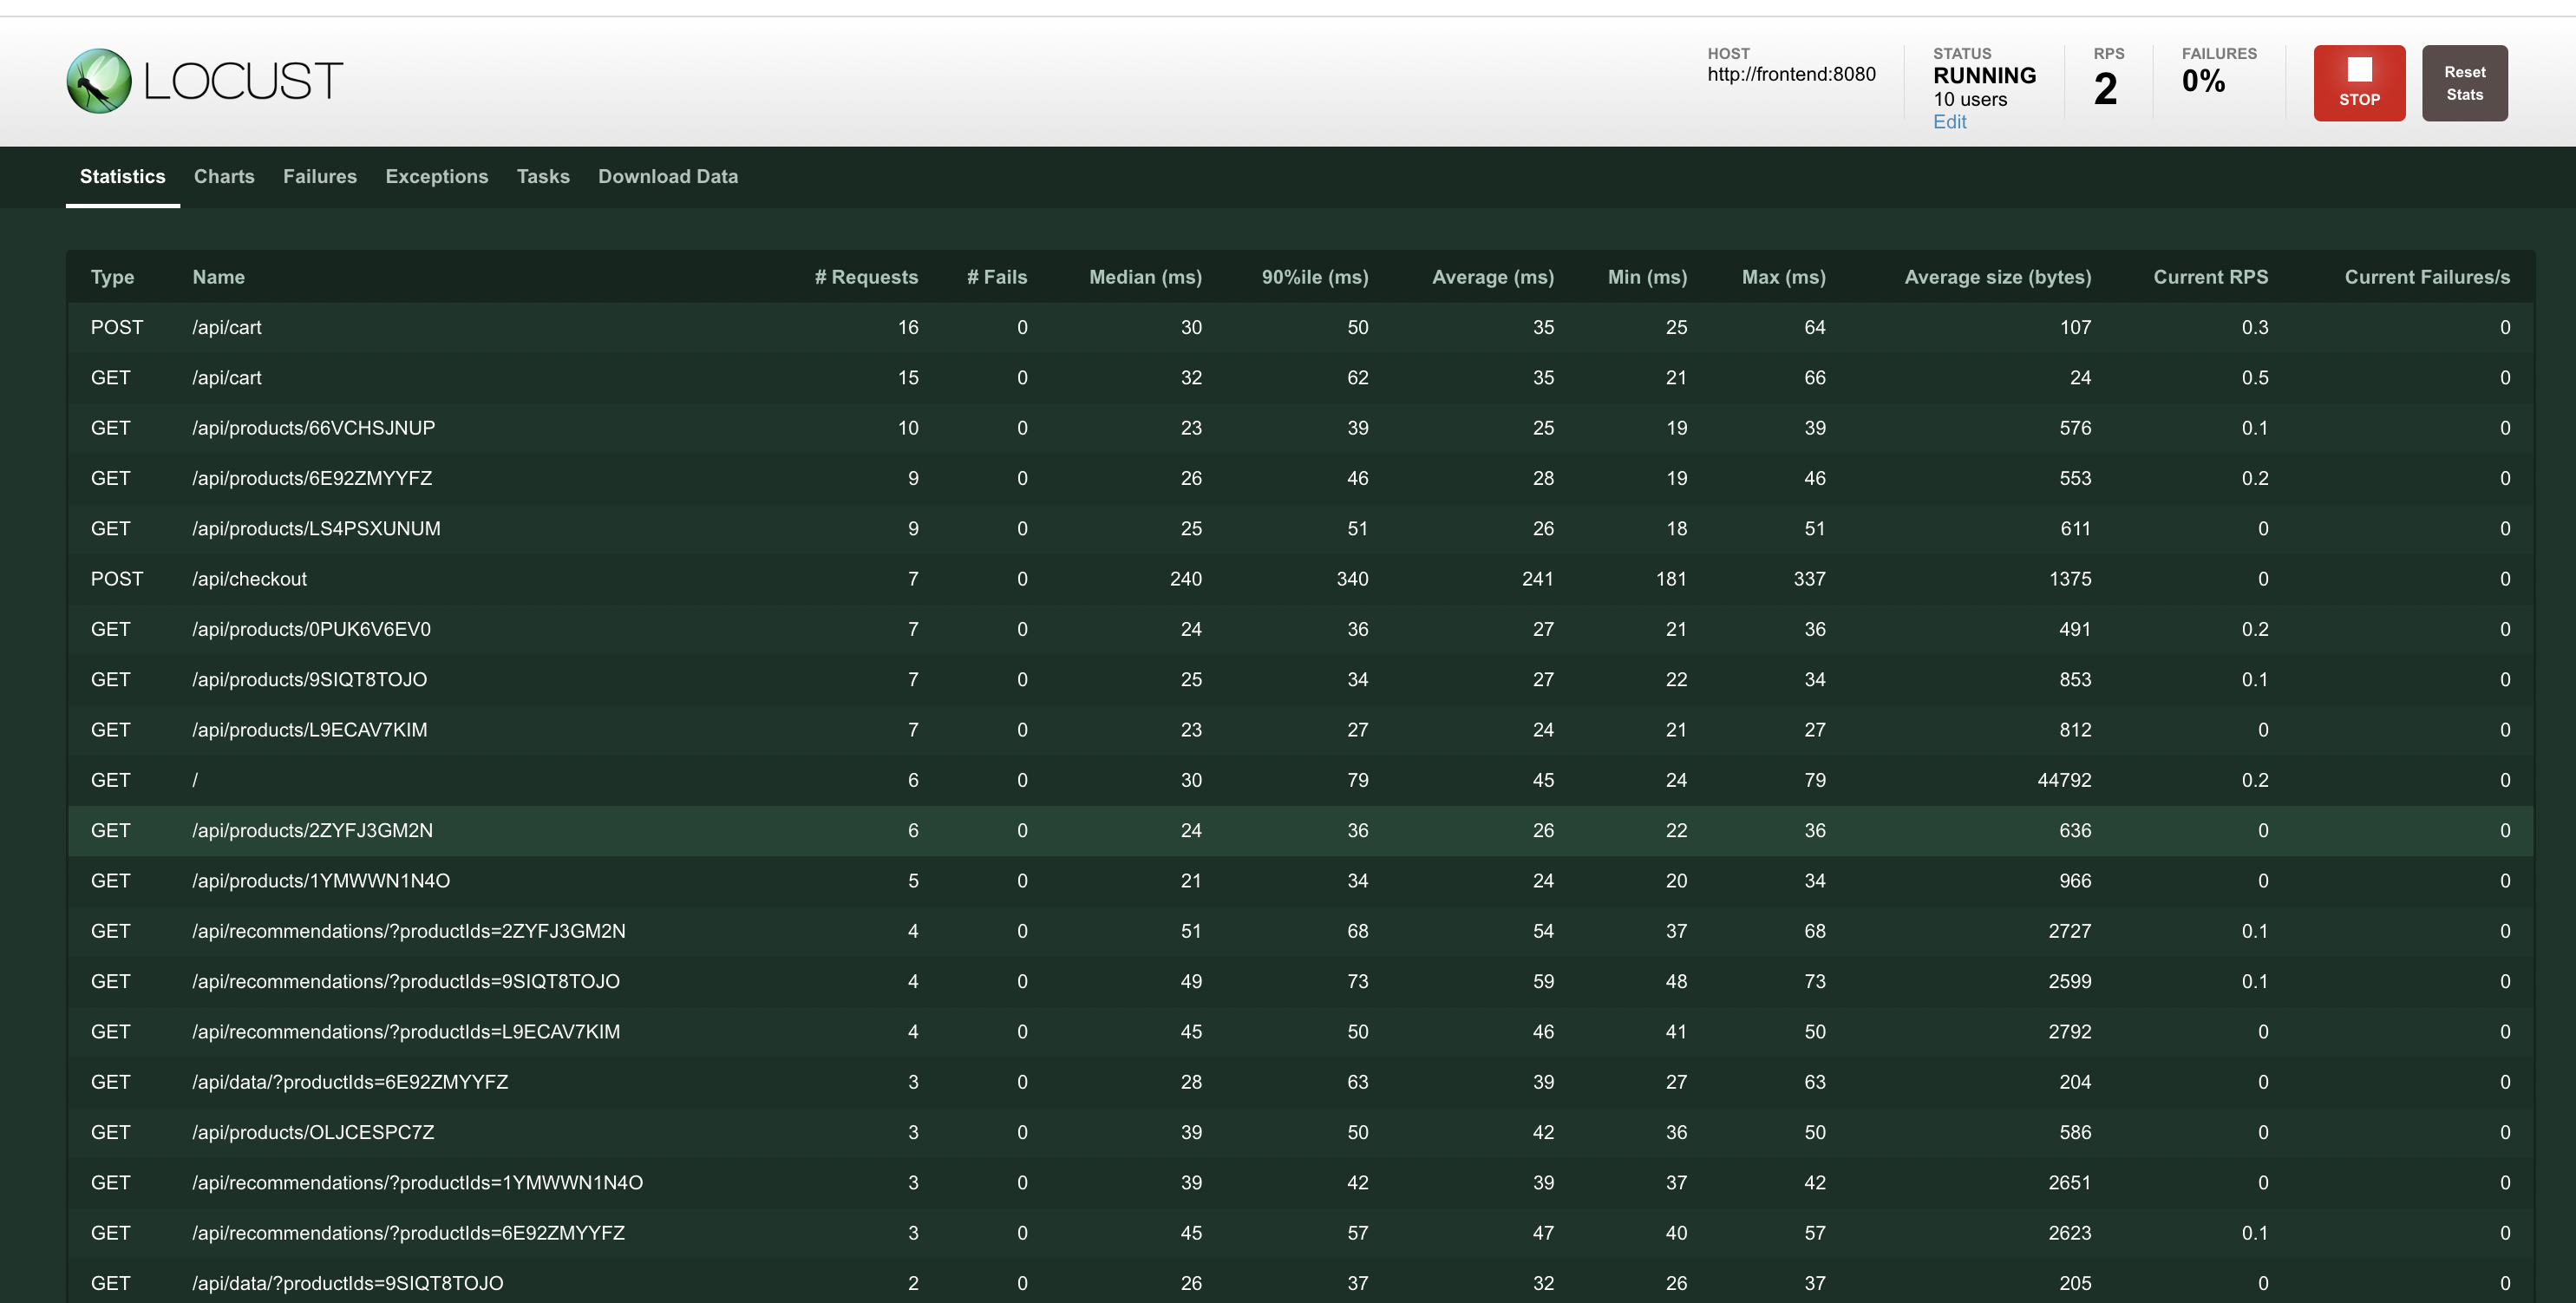 LOCUST
HOST
http://frontend:8080
STATUS
RUNNING
10 users
Edit
RPS
2
FAILURES
0%
STOP
Reset
Stats
Statistics Charts Failures Exceptions Tasks Download Data
Type Name # Requests # Fails Median (ms) 90%ile (ms) Average (ms) Min (ms) Max (ms) Average size (bytes) Current RPS Current Failures/s
POST /api/cart 16 0 30 50 35 25 64 107 0.3 0
GET /api/cart 15 0 32 62 35 21 66 24 0.5 0
GET /api/products/66VCHSJNUP 10 0 23 39 25 19 39 576 0.1 0
GET /api/products/6E92ZMYYFZ 9 0 26 46 28 19 46 553 0.2 0
GET /api/products/LS4PSXUNUM 9 0 25 51 26 18 51 611 0 0
POST /api/checkout 7 0 240 340 241 181 337 1375 0 0
GET /api/products/0PUK6V6EV0 7 0 24 36 27 21 36 491 0.2 0
GET /api/products/9SIQT8TOJO 7 0 25 34 27 22 34 853 0.1 0
GET /api/products/L9ECAV7KIM 7 0 23 27 24 21 27 812 0 0
GET / 6 0 30 79 45 24 79 44792 0.2 0
GET /api/products/2ZYFJ3GM2N 6 0 24 36 26 22 36 636 0 0
GET /api/products/1YMWWN1N4O 5 0 21 34 24 20 34 966 0 0
GET /api/recommendations/?productIds=2ZYFJ3GM2N 4 0 51 68 54 37 68 2727 0.1 0
GET /api/recommendations/?productIds=9SIQT8TOJO 4 0 49 73 59 48 73 2599 0.1 0
GET /api/recommendations/?productIds=L9ECAV7KIM 4 0 45 50 46 41 50 2792 0 0
GET /api/data/?productIds=6E92ZMYYFZ 3 0 28 63 39 27 63 204 0 0
GET /api/products/OLJCESPC7Z 3 0 39 50 42 36 50 586 0 0
GET /api/recommendations/?productIds=1YMWWN1N4O 3 0 39 42 39 37 42 2651 0 0
GET /api/recommendations/?productIds=6E92ZMYYFZ 3 0 45 57 47 40 57 2623 0.1 0
GET /api/data/?productIds=9SIQT8TOJO 2 0 26 37 32 26 37 205 0 0